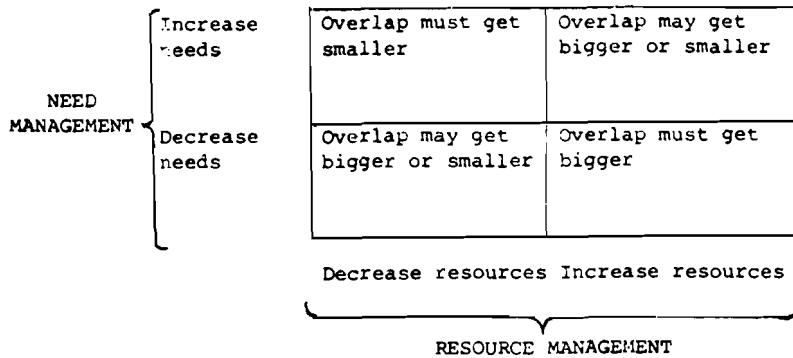 Increase
needs
Overlap must get
smaller
Overlap may get
bigger or smaller
NEED
MANAGEMENT
Decrease
needs
Overlap may get
bigger or smaller
Overlap must get
bigger
Decrease resources Increase resources
RESOURCE MANAGEMENT